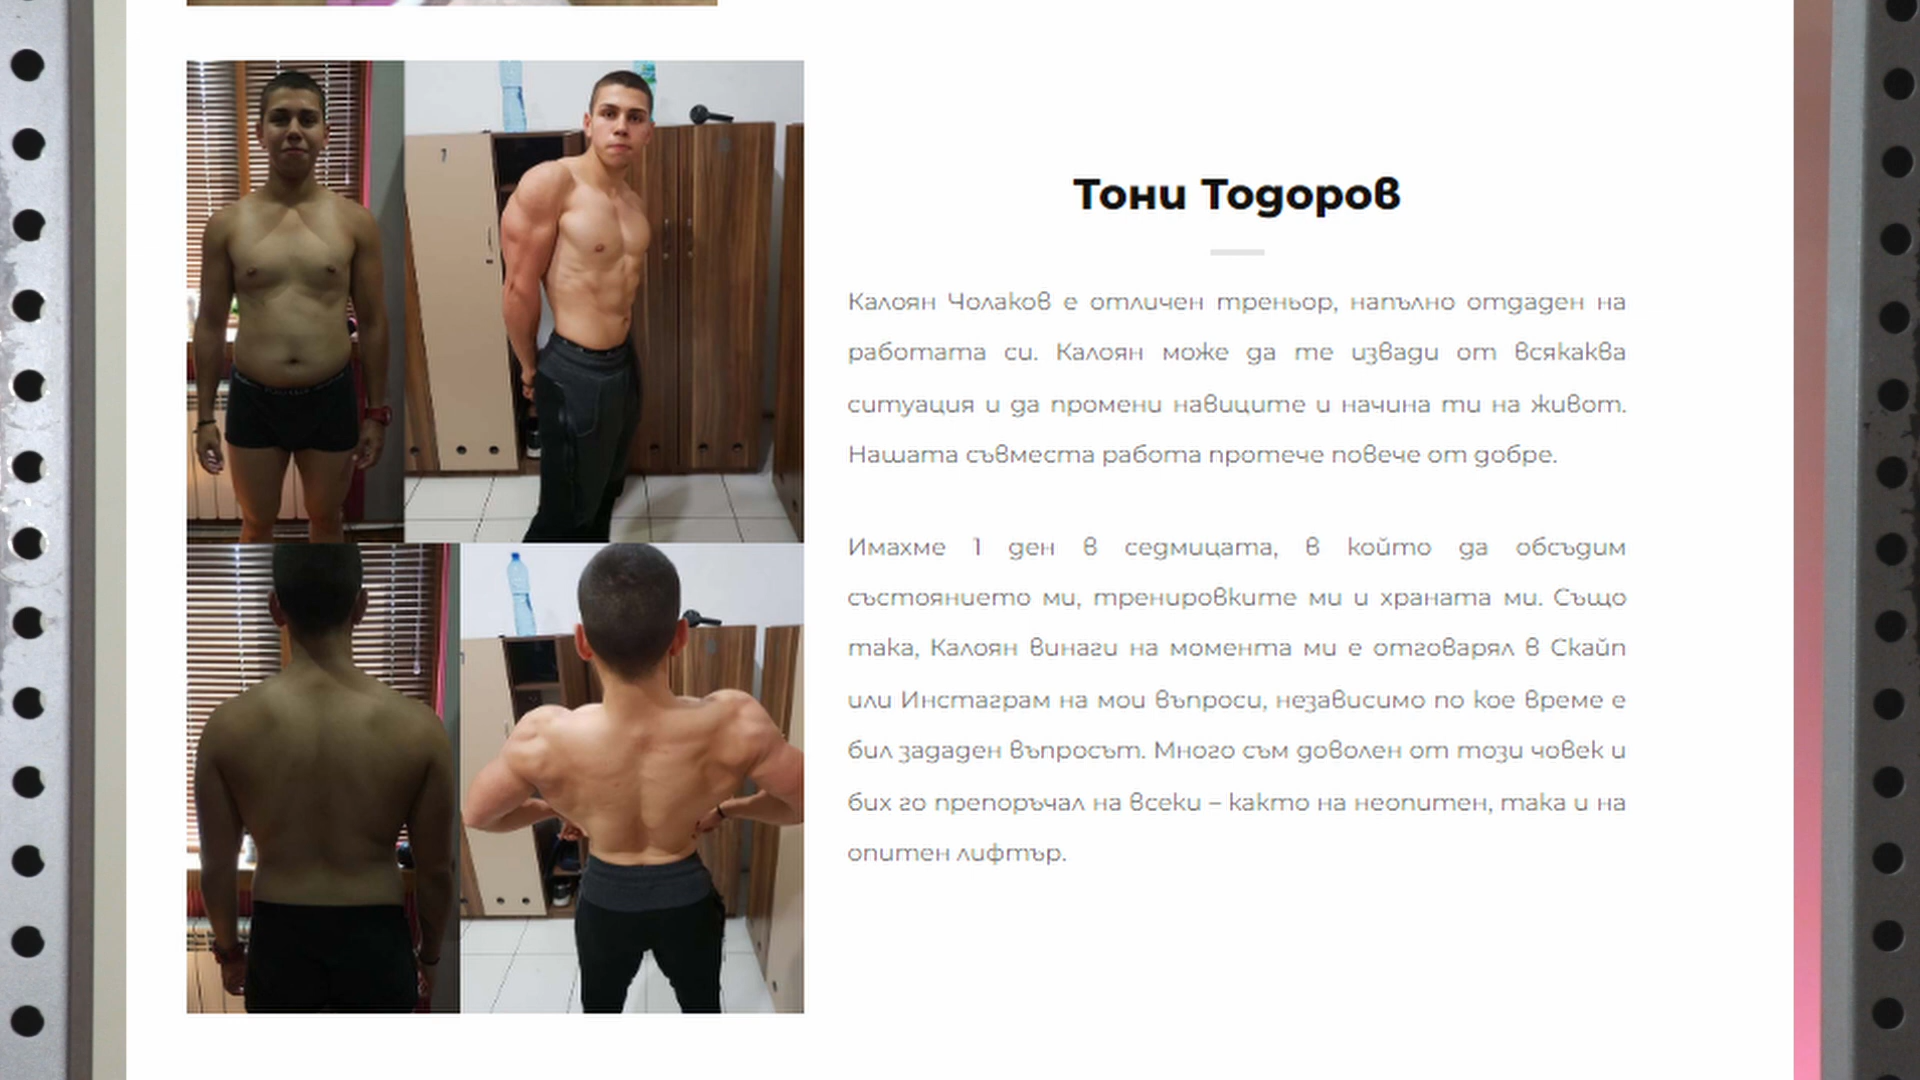 Тони Тодоров
Калоян Чолаков е отличен треньор, напълно отдаден на
работата си. Калоян може да те извади от всякаква
ситуация и да промени навиците и начина ти на живот.
Нашата съвместа работа протече повече от добре.
Имахме 1 ден в седмицата, в който да обсъдим
състоянието ми, тренировките ми и храната ми. Също
така, Калоян винаги на момента ми е отговарял в Скайп
или Инстаграм на мои въпроси, независимо по кое време е
бил зададен въпросът. Много съм доволен от този човек и
бих го препоръчал на всеки – както на неопитен, така и на
опитен лифтър.